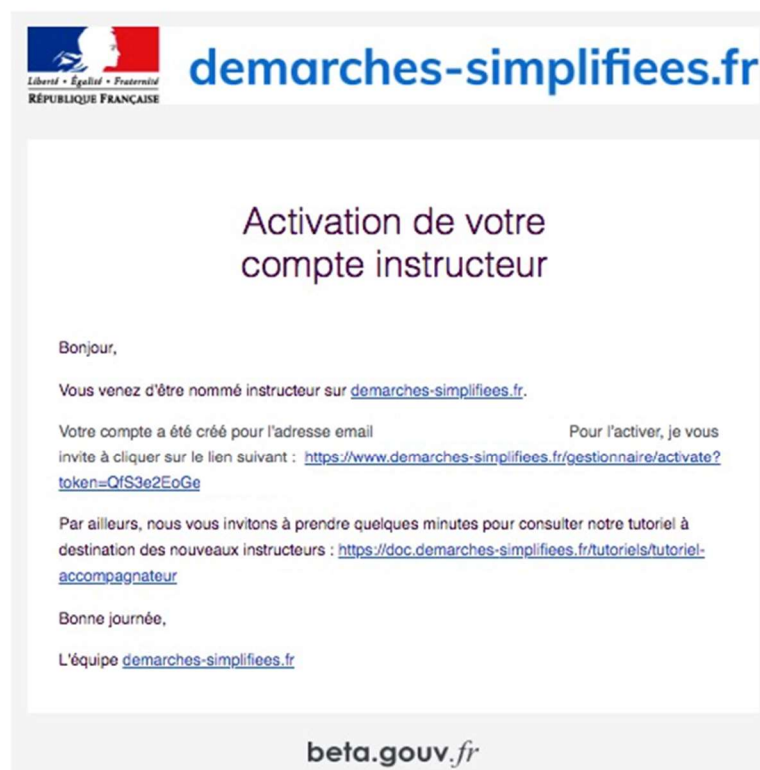 Liberté • Égalité • Fraternité
RÉPUBLIQUE FRANÇAISE
demarches-simplifiees.fr
Activation de votre
compte instructeur
Bonjour,
Vous venez d'être nommé instructeur sur demarches-simplifiees.fr.
Votre compte a été créé pour l'adresse email Pour l'activer, je vous
invite à cliquer sur le lien suivant : https://www.demarches-simplifiees.fr/gestionnaire/activate?
token=QfS3e2EoGe
Par ailleurs, nous vous invitons à prendre quelques minutes pour consulter notre tutoriel à
destination des nouveaux instructeurs : https://doc.demarches-simplifiees.fr/tutoriels/tutoriel-
accompagnateur
Bonne journée,
L'équipe demarches-simplifiees.fr
beta.gouv.fr